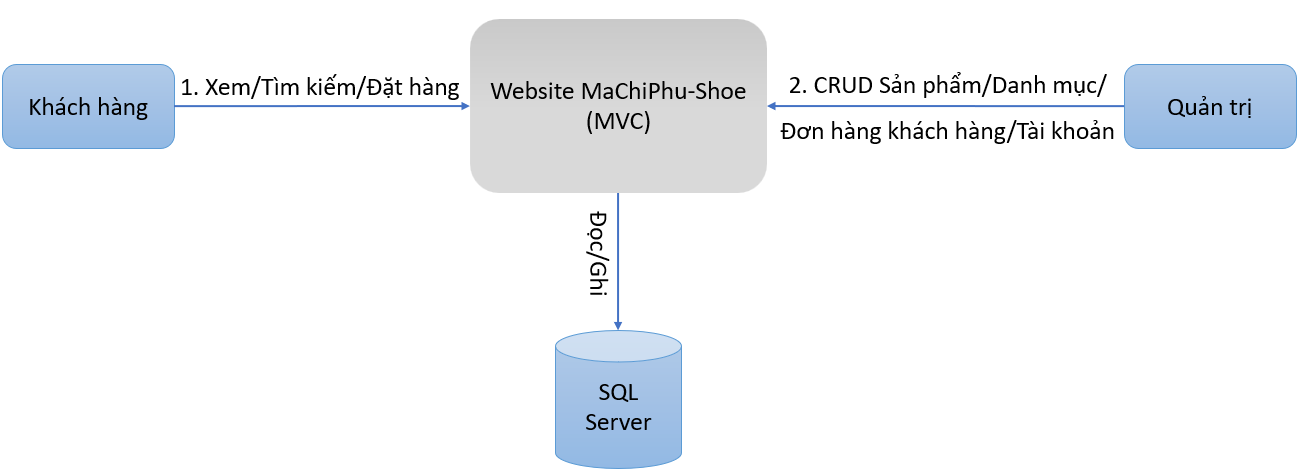 Khách hàng
1. Xem/Tìm kiếm/Đặt hàng
Website MaChiPhu-Shoe
(MVC)
2. CRUD Sản phẩm/Danh mục/
Đơn hàng khách hàng/Tài khoản
Quản trị
Đọc/Ghi
SQL
Server